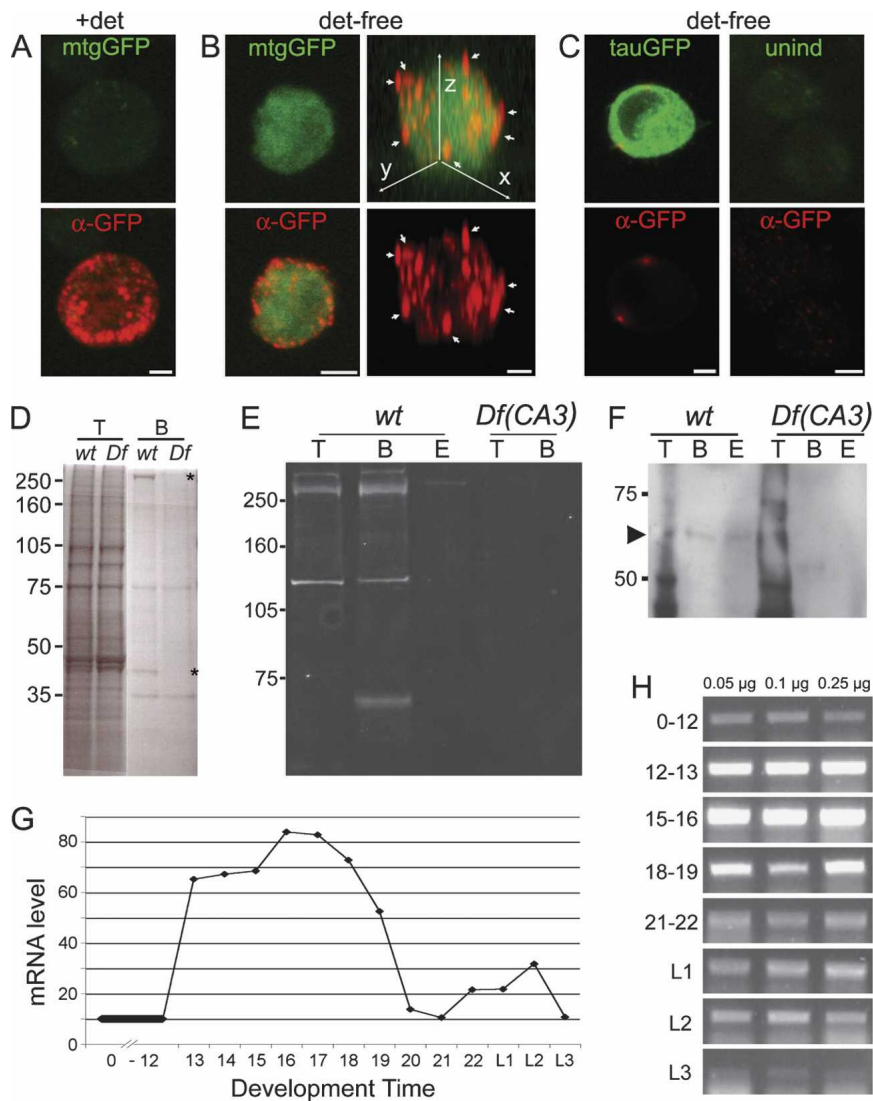 +det
det-free
det-free
A
mtgGFP
α-GFP
B
mtgGFP
α-GFP
z
y
x
C
tauGFP
unind
α-GFP
α-GFP
D
T
B
wt Df wt Df
250
160
105
75
50
35
*
*
E
wt
Df(CA3)
T B E T B
250
160
105
75
F
wt
Df(CA3)
T B E T B E
75
50
G
mRNA level
80
60
40
20
0
0 - 12 13 14 15 16 17 18 19 20 21 22 L1 L2 L3
Development Time
H
0.05 µg 0.1 µg 0.25 µg
0-12
12-13
15-16
18-19
21-22
L1
L2
L3